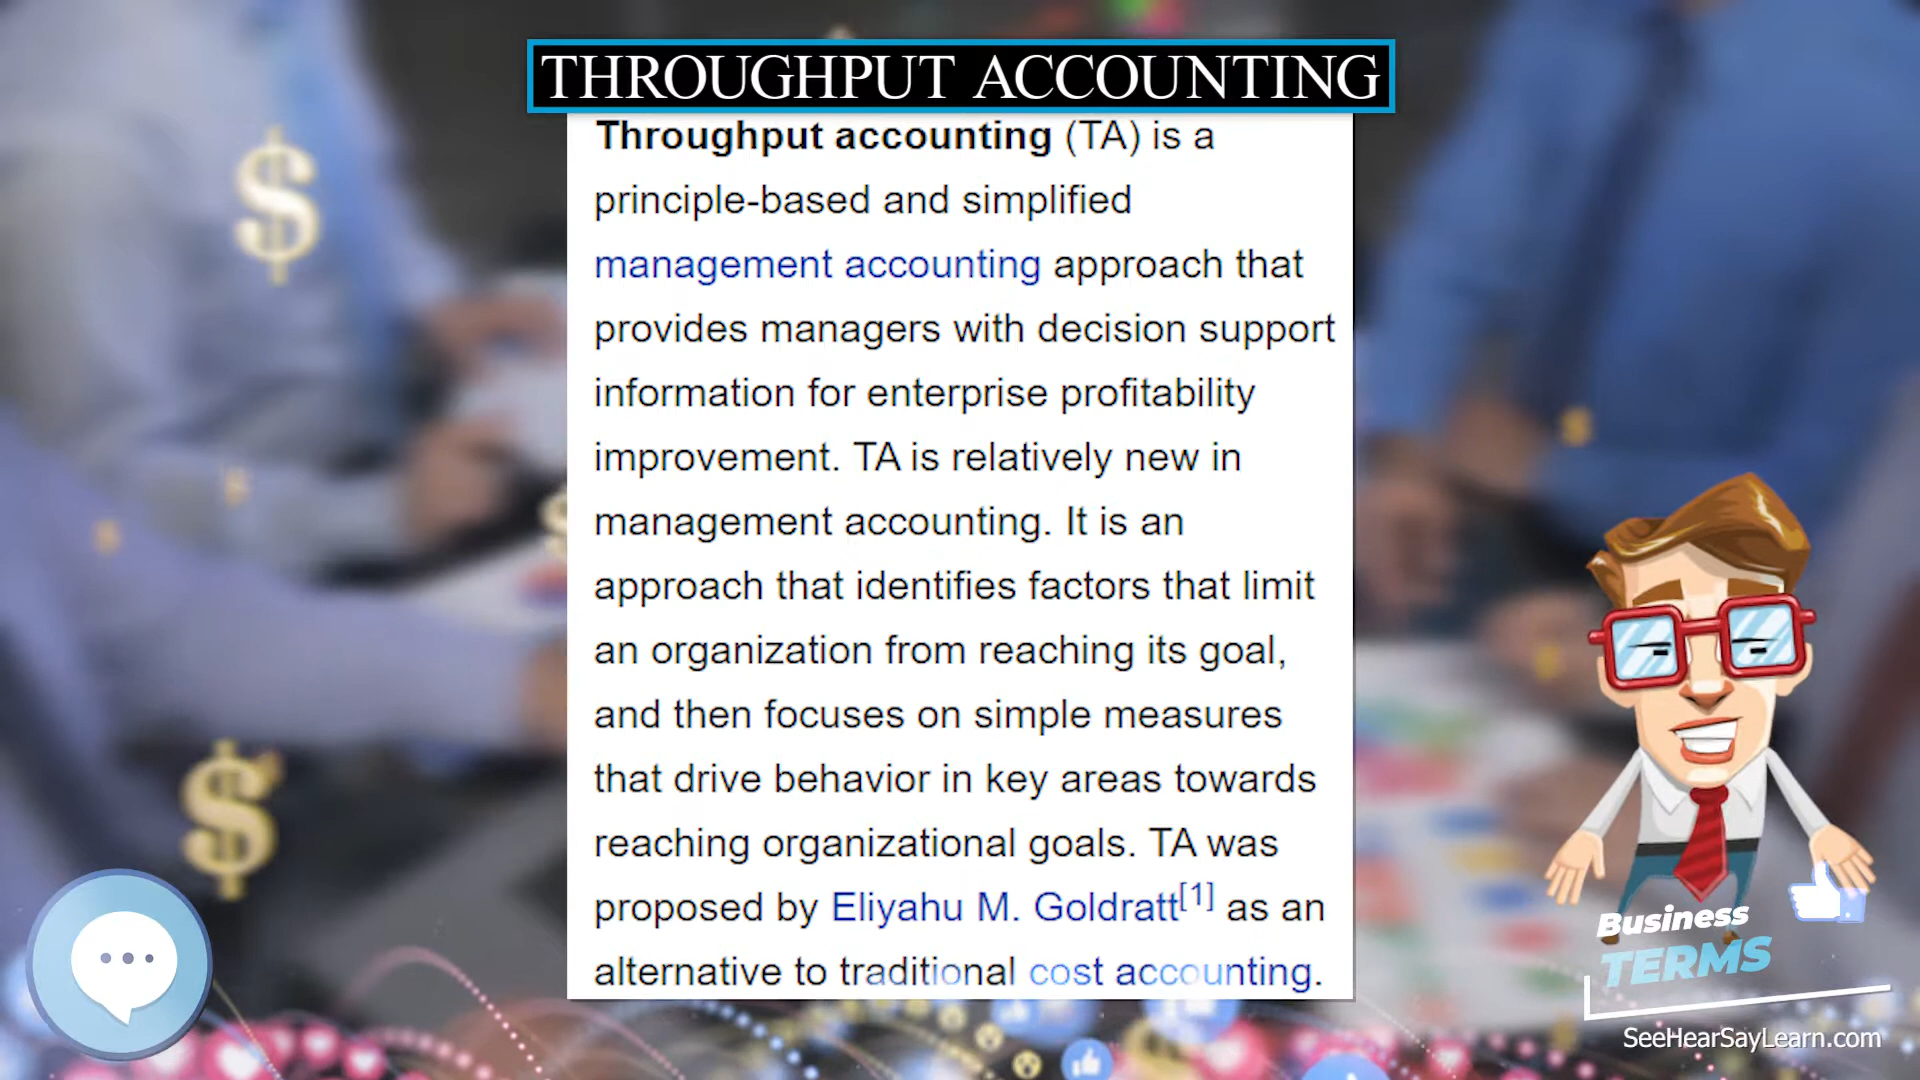 THROUGHPUT ACCOUNTING
Throughput accounting (TA) is a
principle-based and simplified
management accounting approach that
provides managers with decision support
information for enterprise profitability
improvement. TA is relatively new in
management accounting. It is an
approach that identifies factors that limit
an organization from reaching its goal,
and then focuses on simple measures
that drive behavior in key areas towards
reaching organizational goals. TA was
proposed by Eliyahu M. Goldratt[1] as an
alternative to traditional cost accounting.
Business
TERMS
SeeHearSayLearn.com